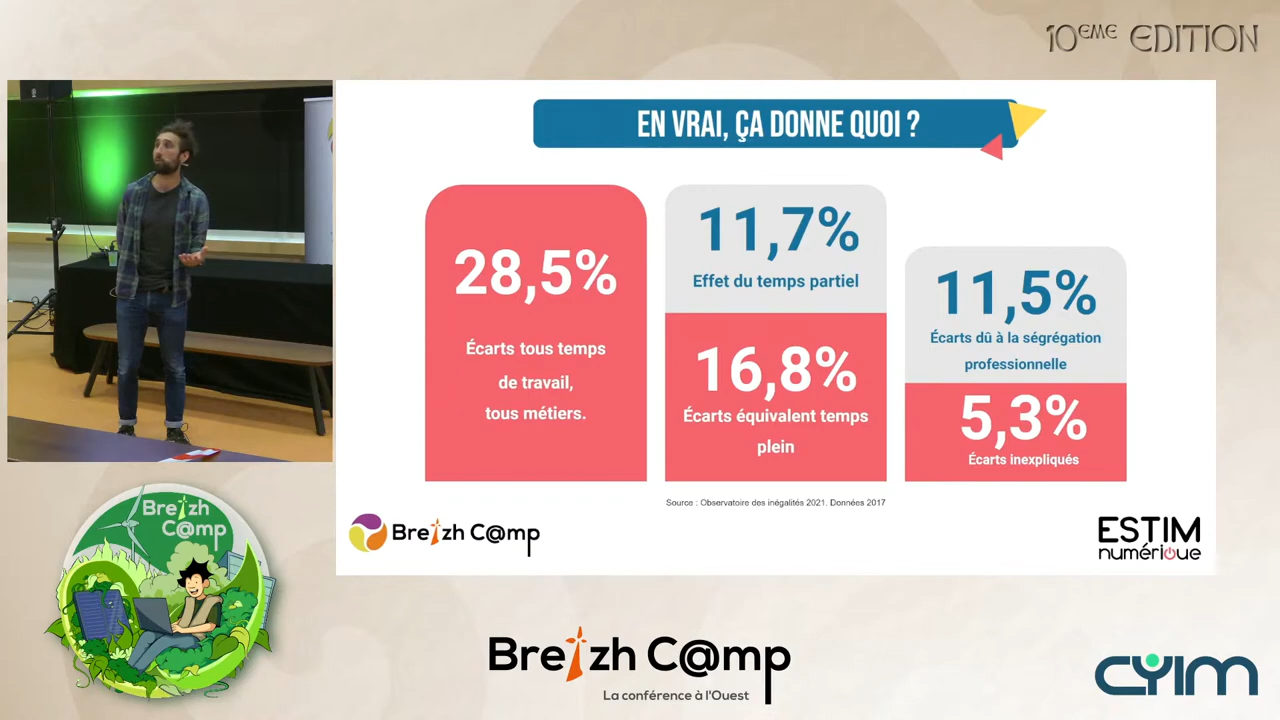 10EME EDITION
EN VRAI, ÇA DONNE QUOI ?
28,5%
Écarts tous temps
de travail,
tous métiers.
11,7%
Effet du temps partiel
16,8%
Écarts équivalent temps
plein
11,5%
Écarts dû à la ségrégation
professionnelle
5,3%
Écarts inexpliqués
Source : Observatoire des inégalités 2021. Données 2017
Breizh C@mp
ESTIM
numérique
Breizh
C@mp
Breizh C@mp
La conférence à l'Ouest
CYIM